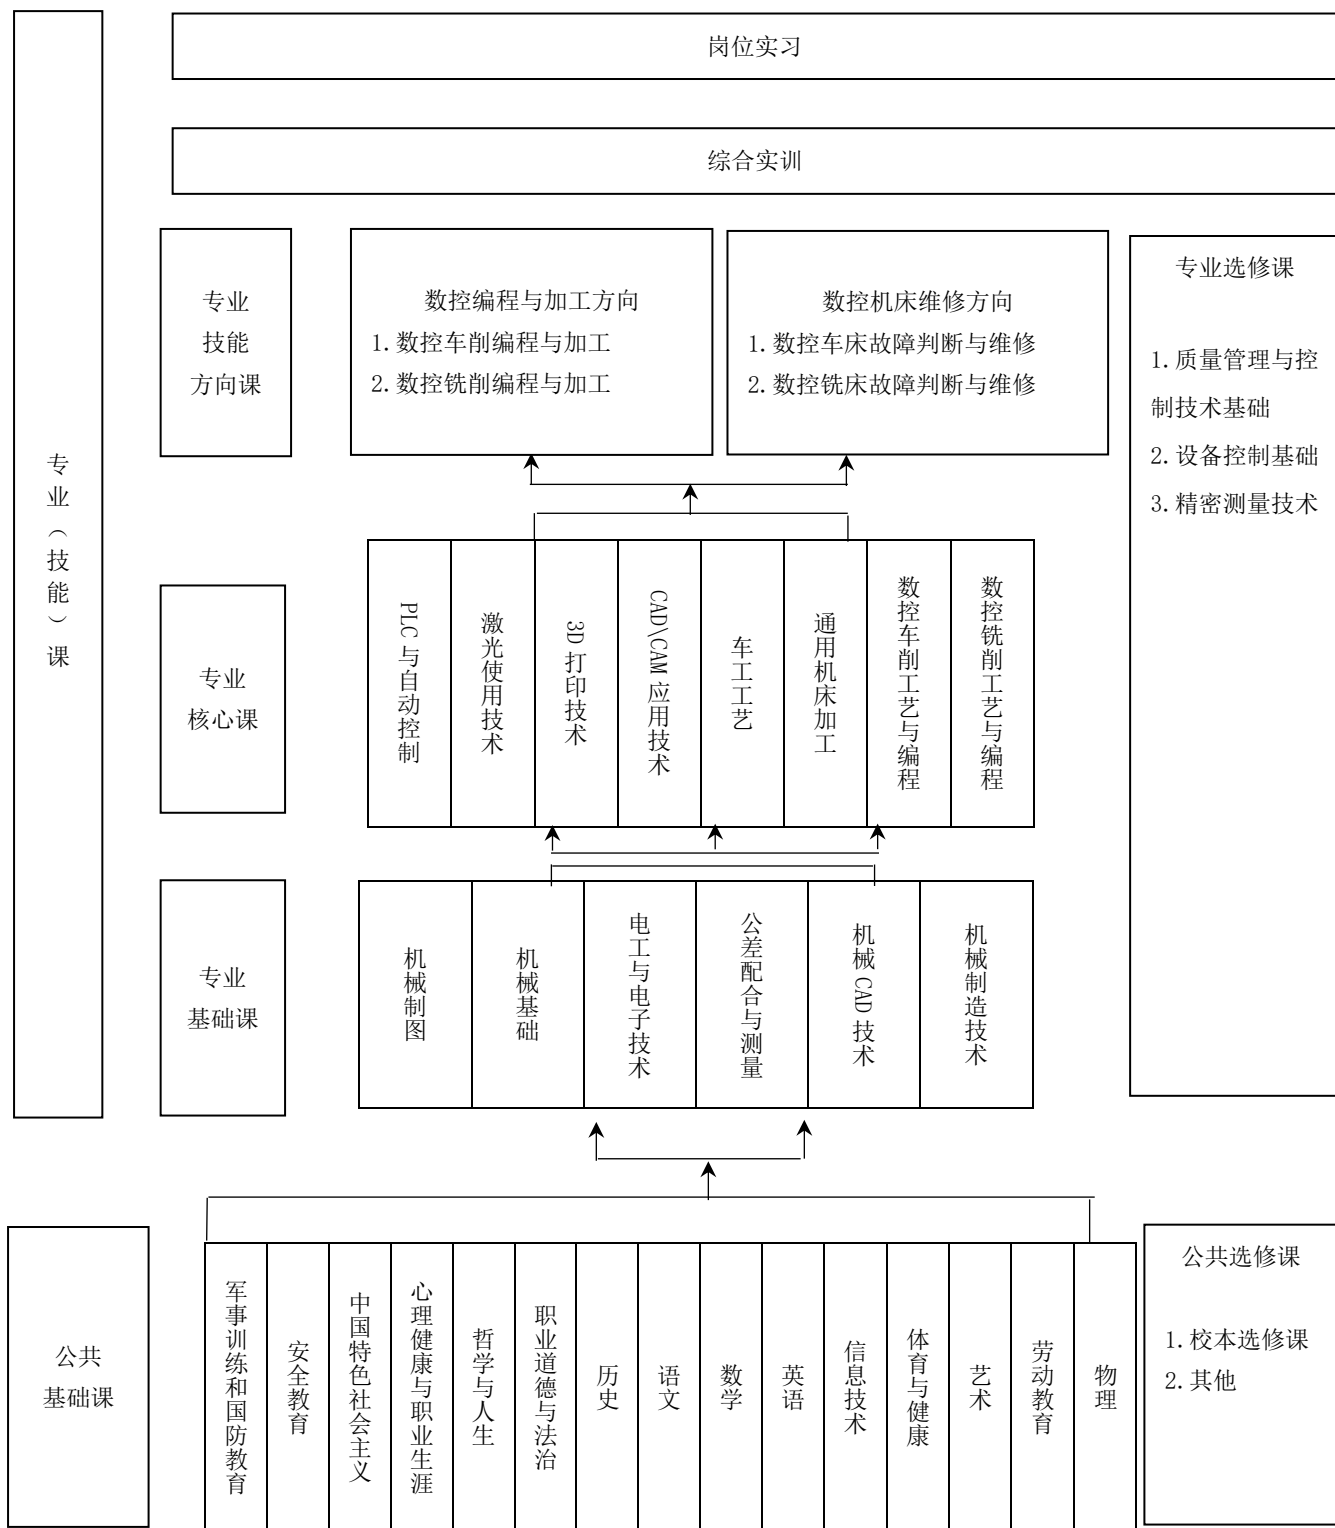 岗位实习
综合实训
专业（技能）课
专业
技能
方向课
数控编程与加工方向
1.数控车削编程与加工
2.数控铣削编程与加工
数控机床维修方向
1.数控车床故障判断与维修
2.数控铣床故障判断与维修
专业选修课
1.质量管理与控
制技术基础
2.设备控制基础
3.精密测量技术
专业
核心课
PLC 与自动控制
激光使用技术
3D 打印技术
CAD\CAM 应用技术
车工工艺
通用机床加工
数控车削工艺与编程
数控铣削工艺与编程
专业
基础课
机械制图
机械基础
电工与电子技术
公差配合与测量
机械 CAD 技术
机械制造技术
公共
基础课
军事训练和国防教育
安全教育
中国特色社会主义
心理健康与职业生涯
哲学与人生
职业道德与法治
历史
语文
数学
英语
信息技术
体育与健康
艺术
劳动教育
物理
公共选修课
1.校本选修课
2.其他